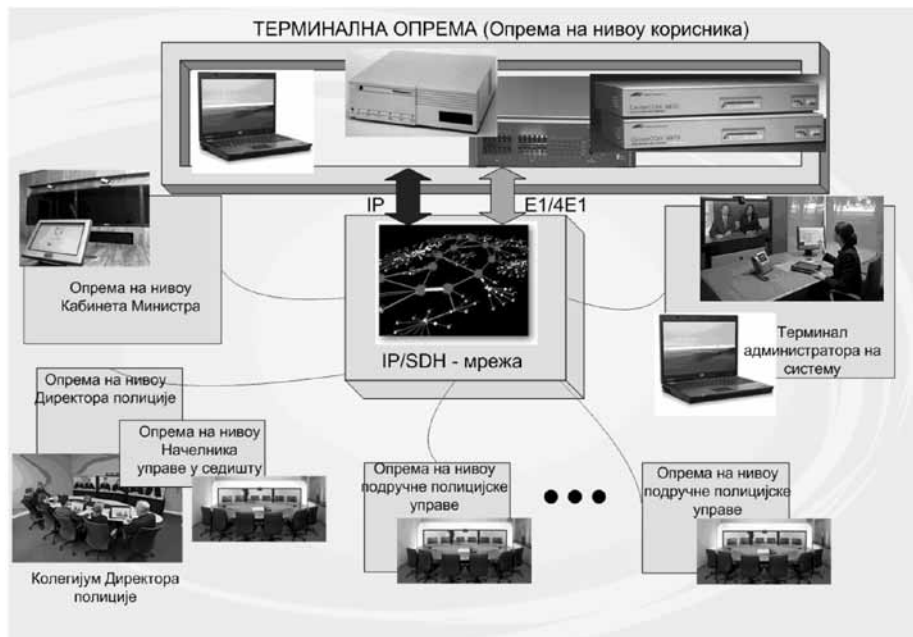 ТЕРМИНАЛНА ОПРЕМА (Опрема на нивоу корисника)
IP
E1/4E1
Опрема на нивоу
Кабинета Министра
IP/SDH - мрежа
Терминал
администратора на
систему
Опрема на нивоу
Директора полиције
Опрема на нивоу
Начелника
управе у седишту
Опрема на нивоу
подручне полицијске
управе
Опрема на нивоу
подручне полицијске
управе
Колегијум Директора
полиције